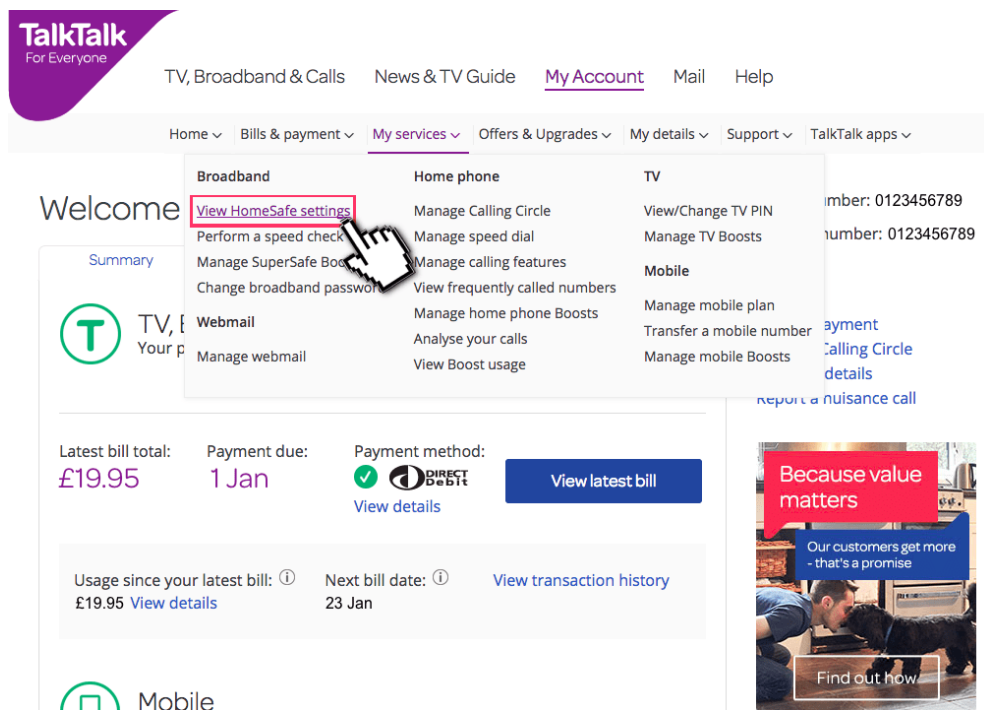 TalkTalk
For Everyone
TV, Broadband & Calls News & TV Guide My Account Mail Help
Home Bills & payment My services Offers & Upgrades My details Support TalkTalk apps
Broadband Home phone TV
Welcome
View HomeSafe settings Manage Calling Circle View/Change TV PIN
number: 0123456789
Perform a speed check Manage speed dial Manage TV Boosts
number: 0123456789
Summary
Manage SuperSafe Manage calling features Mobile
Change broadband password View frequently called numbers
Webmail Manage home phone Boosts Manage mobile plan
TV,
Your
Analyse your calls Transfer a mobile number
Manage webmail View Boost usage Manage mobile Boosts
ayment
Calling Circle
details
Report a nuisance call
Latest bill total: Payment due: Payment method:
£19.95 1 Jan DIRECT
Debit
View details
View latest bill
Because value
matters
Our customers get more
- that's a promise
Usage since your latest bill: Next bill date: View transaction history
£19.95 View details 23 Jan
Find out how
Mobile